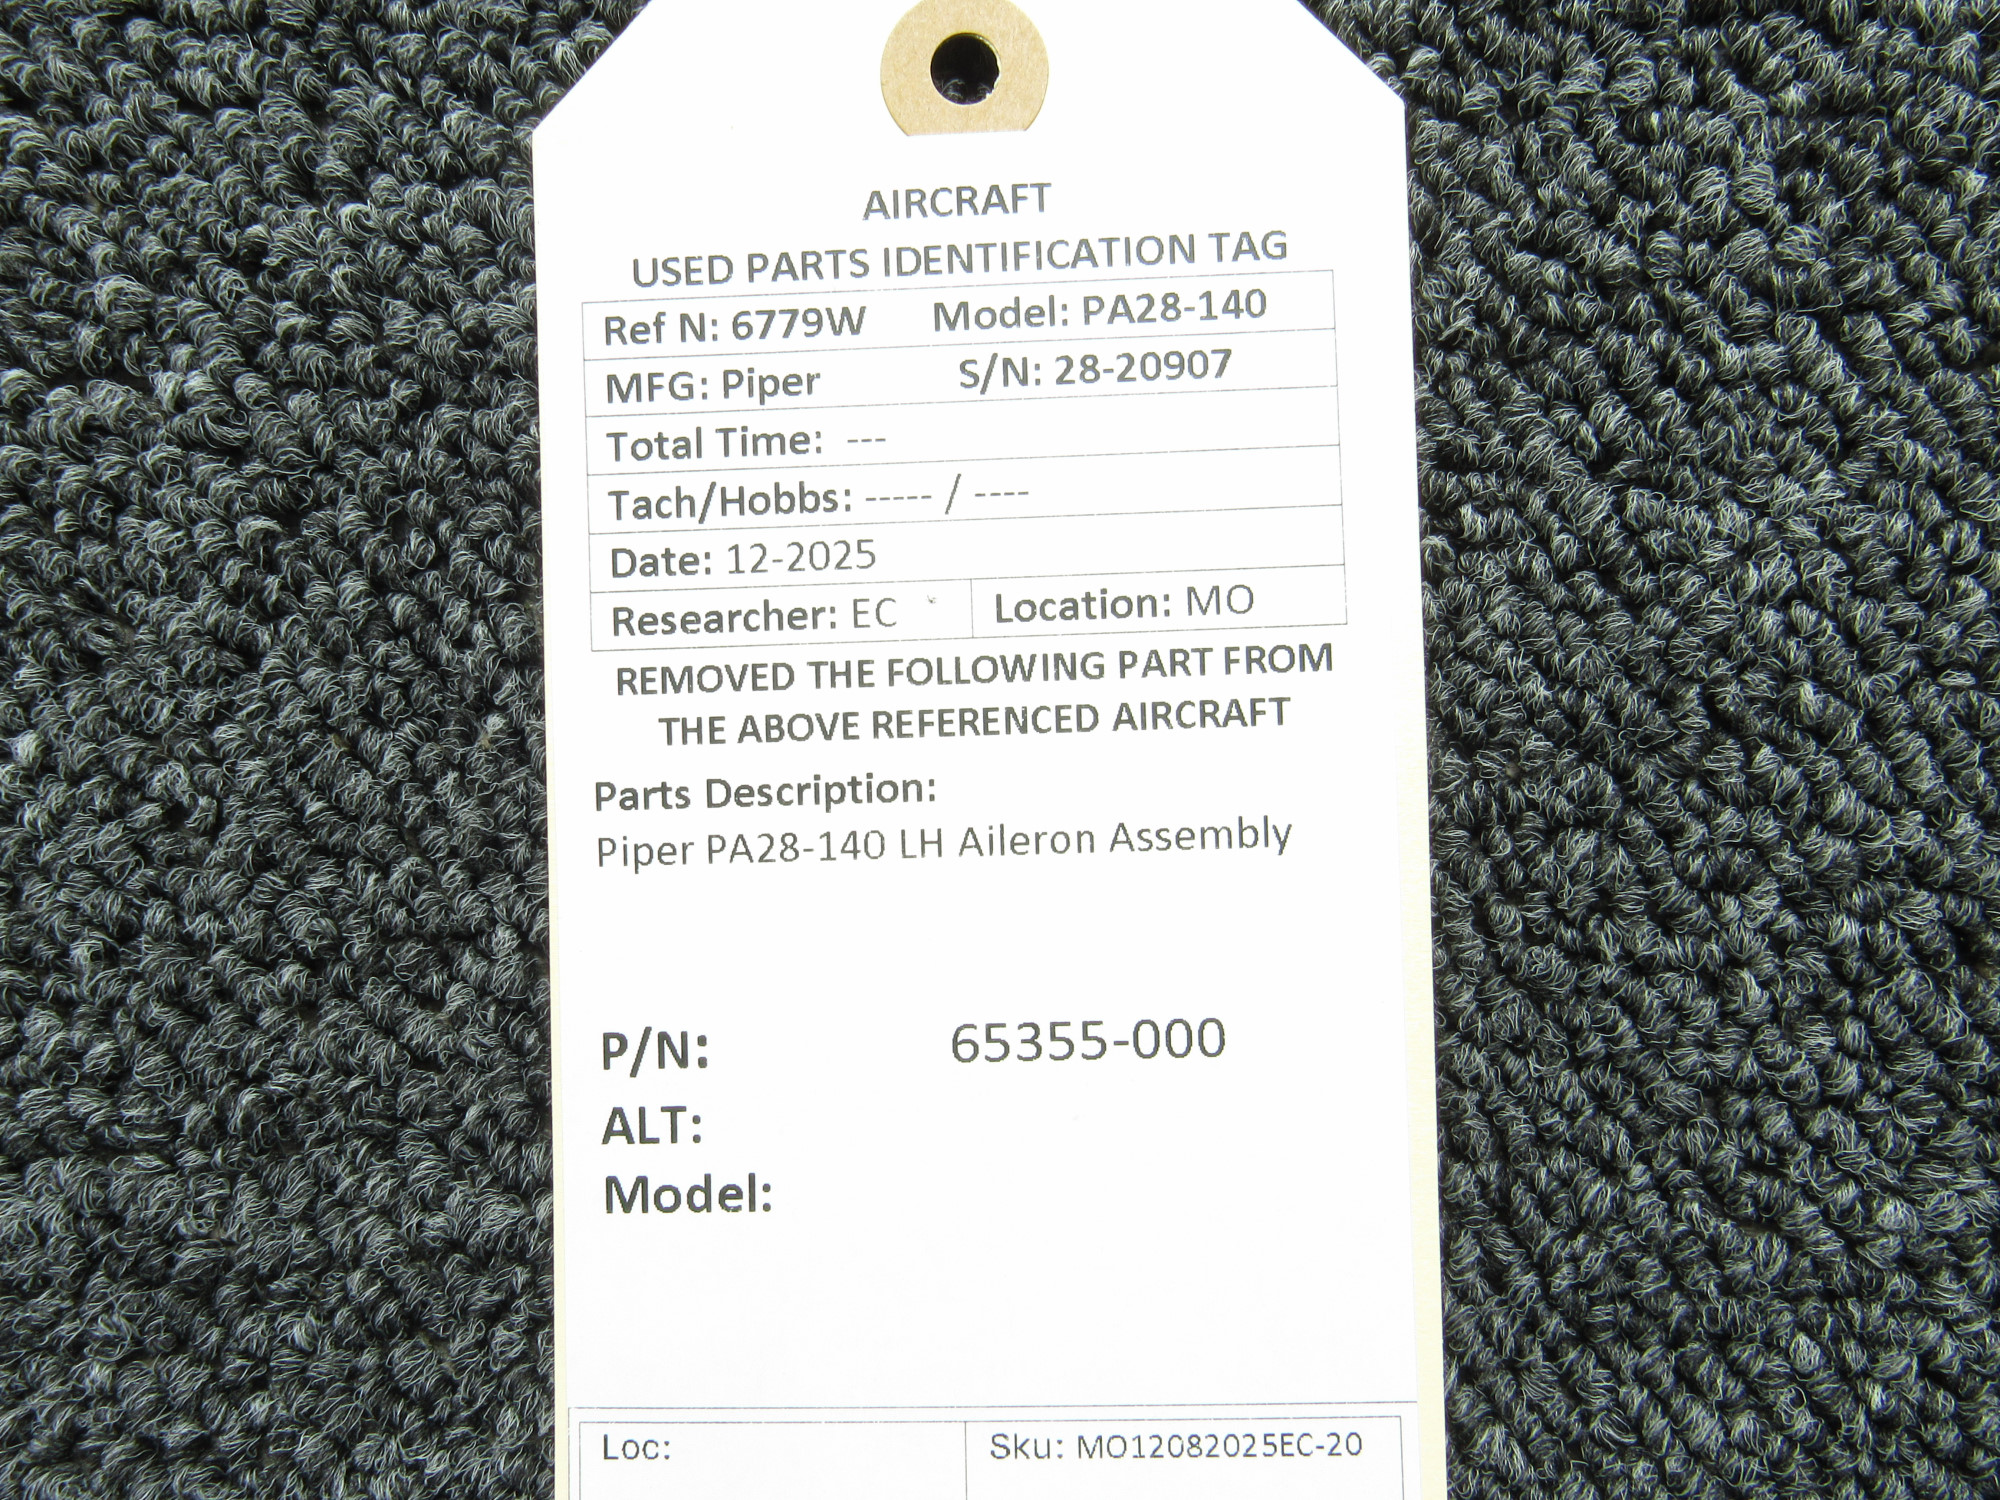 AIRCRAFT
USED PARTS IDENTIFICATION TAG
Ref N: 6779W Model: PA28-140
MFG: Piper S/N: 28-20907
Total Time: ---
Tach/Hobbs: ----- / ----
Date: 12-2025
Researcher: EC Location: MO
REMOVED THE FOLLOWING PART FROM
THE ABOVE REFERENCED AIRCRAFT
Parts Description:
Piper PA28-140 LH Aileron Assembly
P/N: 65355-000
ALT:
Model:
Loc: Sku: MO12082025EC-20